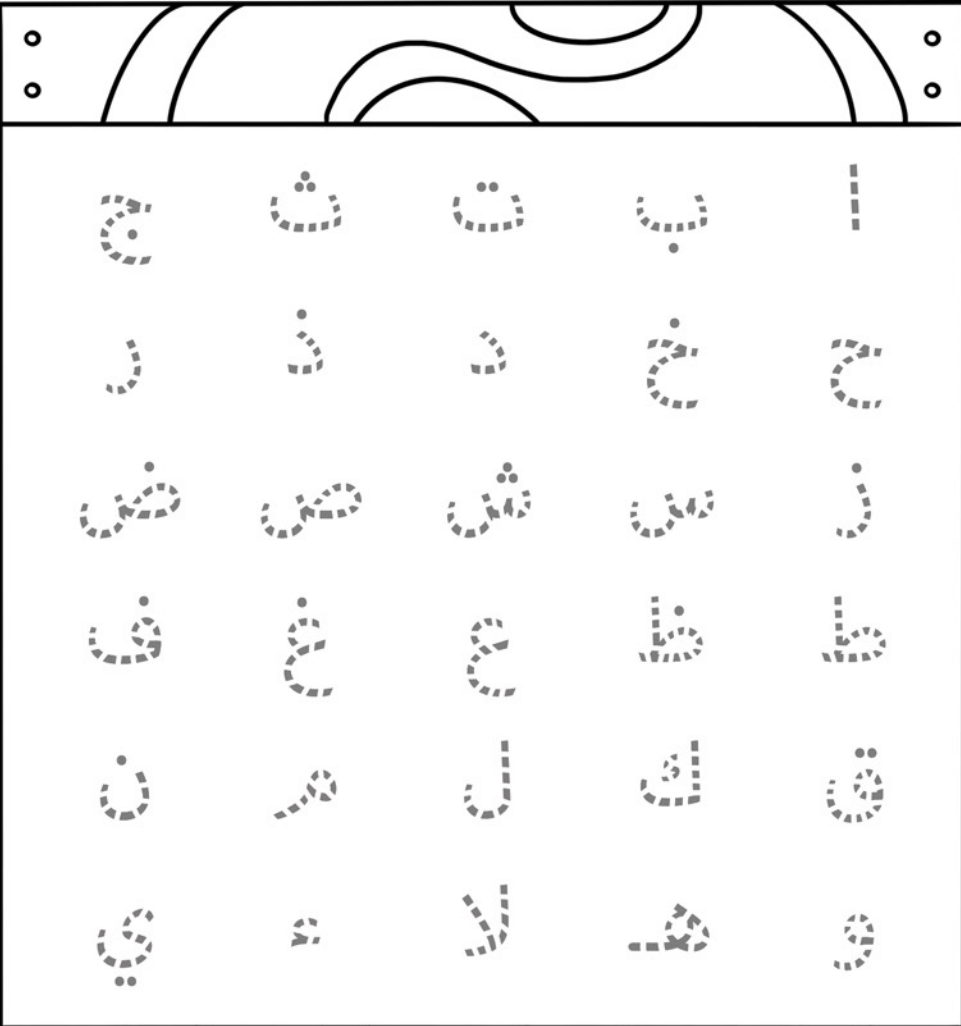 ا ب ت ث ج
ح خ د ذ ر
ز س ش ص ض
ط ظ ع غ ف
ق ك ل م ن
و هـ لا ء ي